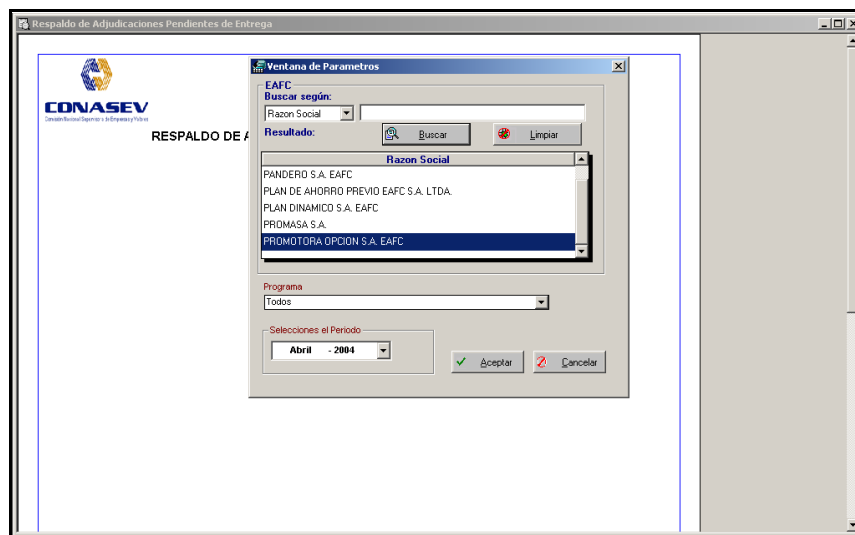 Respaldo de Adjudicaciones Pendientes de Entrega
CONASEV
RESPALDO DE A
Ventana de Parametros
EAFC
Buscar según:
Razon Social
Resultado:
Buscar
Limpiar
Razon Social
PANDERO S.A. EAFC
PLAN DE AHORRO PREVIO EAFC S.A. LTDA.
PLAN DINAMICO S.A. EAFC
PROMASA S.A.
PROMOTORA OPCION S.A. EAFC
Programa
Todos
Selecciones el Periodo
Abril - 2004
Aceptar
Cancelar